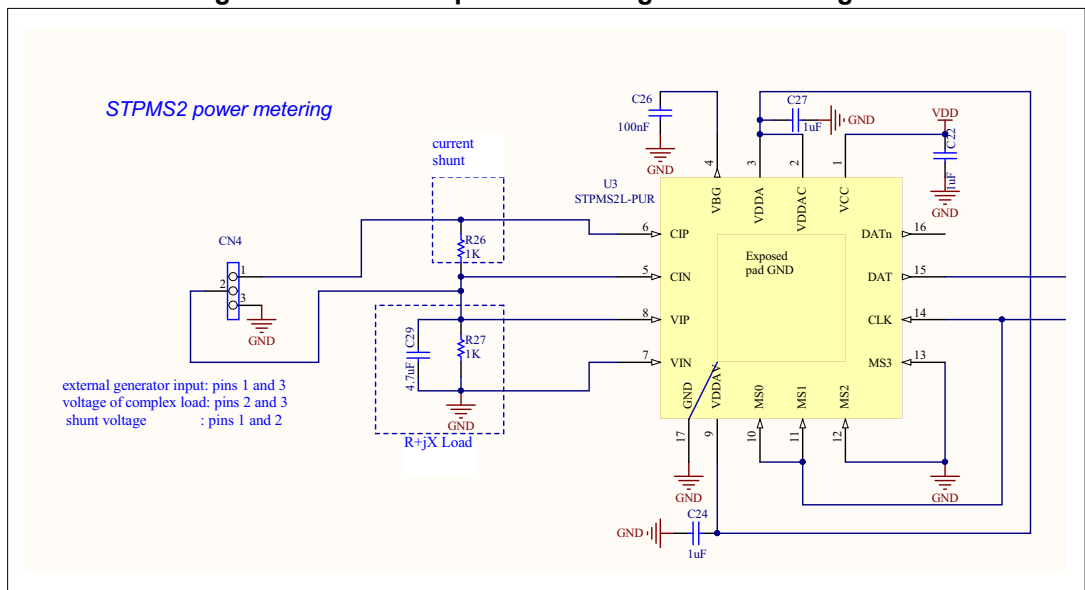 STPMS2 power metering
C26
100nF
GND
C27
1uF
GND
VDD
C22
1uF
GND
current
shunt
U3
STPMS2L-PUR
4
3
2
1
VBG
VDDA
VDDAC
VCC
6
CIP
DATn
16
R26
1K
CN4
1
2
3
GND
5
CIN
Exposed
pad GND
DAT
15
8
VIP
CLK
14
C29
4.7uF
R27
1K
7
VIN
MS3
13
GND
VDDAV
MS0
MS1
MS2
17
9
10
11
12
external generator input: pins 1 and 3
voltage of complex load: pins 2 and 3
shunt voltage : pins 1 and 2
GND
R+jX Load
GND
GND
C24
GND
1uF